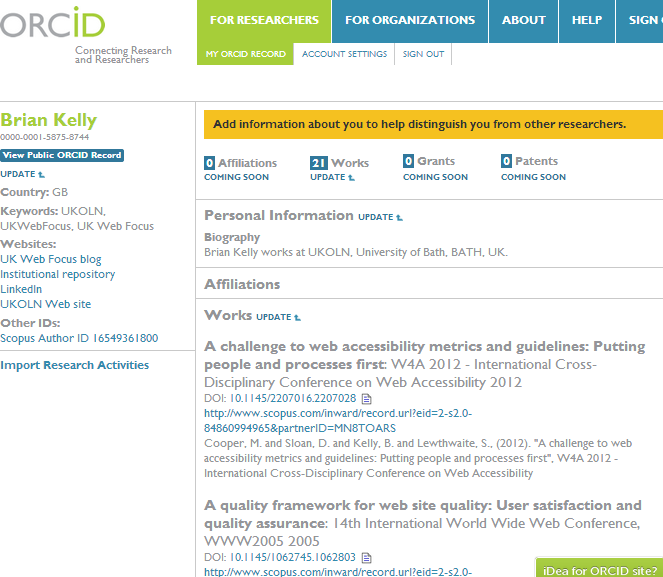 ORCID
Connecting Research
and Researchers
FOR RESEARCHERS
FOR ORGANIZATIONS
ABOUT
HELP
SIGN
MY ORCID RECORD
ACCOUNT SETTINGS
SIGN OUT
Brian Kelly
0000-0001-5875-8744
View Public ORCID Record
UPDATE
Country: GB
Keywords: UKOLN,
UKWebFocus, UK Web Focus
Websites:
UK Web Focus blog
Institutional repository
LinkedIn
UKOLN Web site
Other IDs:
Scopus Author ID 16549361800
Import Research Activities
Add information about you to help distinguish you from other researchers.
0 Affiliations
COMING SOON
21 Works
UPDATE
0 Grants
COMING SOON
0 Patents
COMING SOON
Personal Information UPDATE
Biography
Brian Kelly works at UKOLN, University of Bath, BATH, UK.
Affiliations
Works UPDATE
A challenge to web accessibility metrics and guidelines: Putting
people and processes first: W4A 2012 - International Cross-
Disciplinary Conference on Web Accessibility 2012
DOI: 10.1145/2207016.2207028
http://www.scopus.com/inward/record.url?eid=2-s2.0-
84860994965&partnerID=MN8TOARS
Cooper, M. and Sloan, D. and Kelly, B. and Lewthwaite, S., (2012). "A challenge to web
accessibility metrics and guidelines: Putting people and processes first", W4A 2012 -
International Cross-Disciplinary Conference on Web Accessibility
A quality framework for web site quality: User satisfaction and
quality assurance: 14th International World Wide Web Conference,
WWW2005 2005
DOI: 10.1145/1062745.1062803
http://www.scopus.com/inward/record.url?eid=2-s2.0-
iDea for ORCID site?